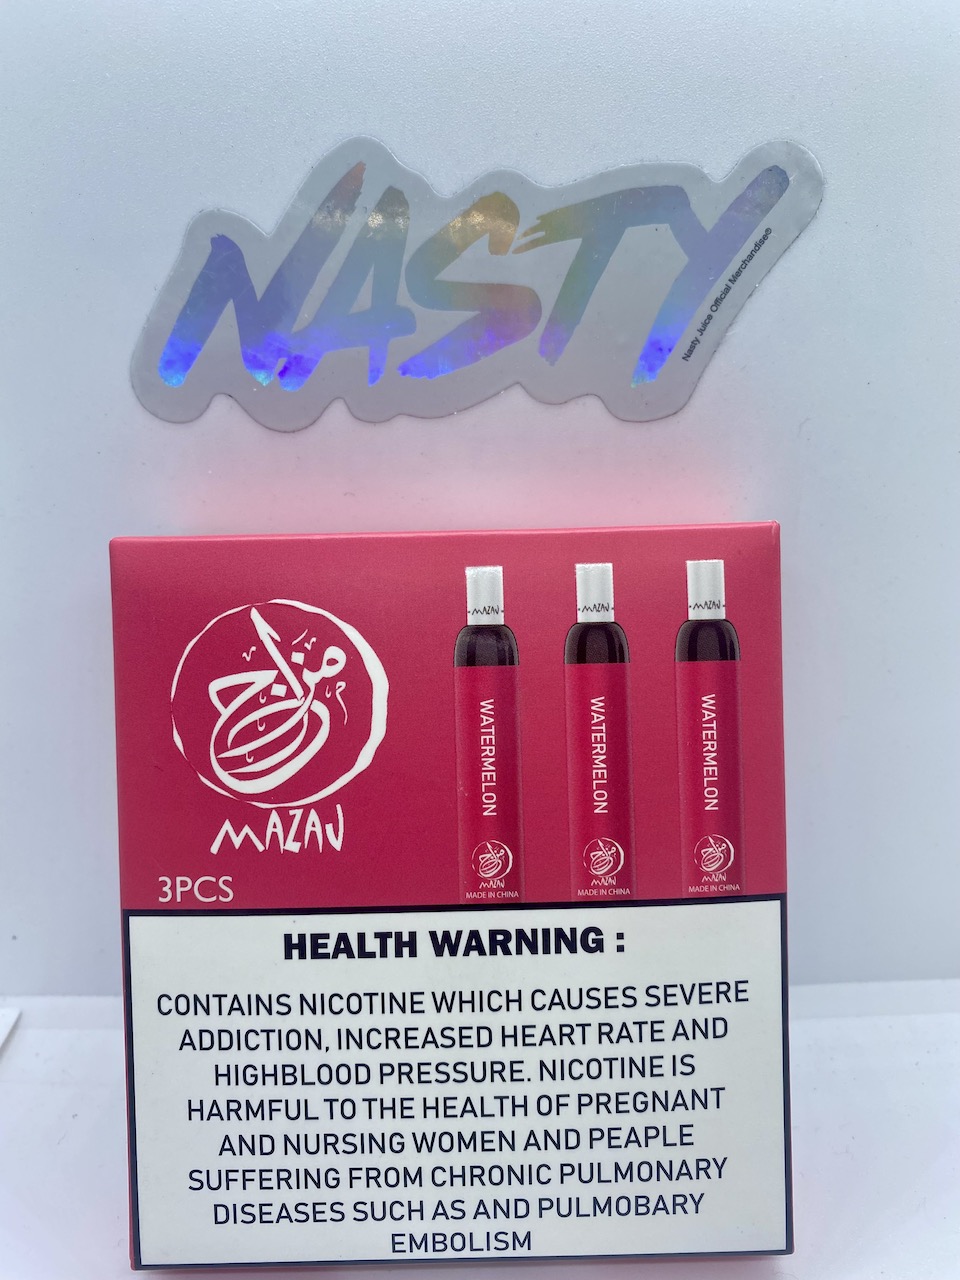 NASTY
Nasty Juice Official Merchandise®
مزاج
MAZAJ
3PCS
MAZAJ
WATERMELON
MAZAJ
MADE IN CHINA
MAZAJ
WATERMELON
MAZAJ
MADE IN CHINA
MAZAJ
WATERMELON
MAZAJ
MADE IN CHINA
HEALTH WARNING :
CONTAINS NICOTINE WHICH CAUSES SEVERE
ADDICTION, INCREASED HEART RATE AND
HIGHBLOOD PRESSURE. NICOTINE IS
HARMFUL TO THE HEALTH OF PREGNANT
AND NURSING WOMEN AND PEAPLE
SUFFERING FROM CHRONIC PULMONARY
DISEASES SUCH AS AND PULMOBARY
EMBOLISM